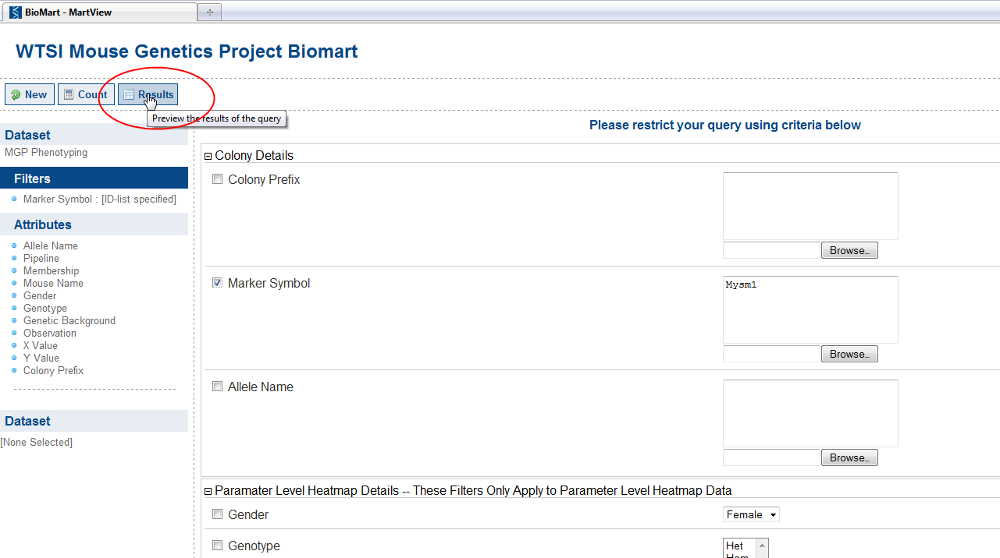 BioMart - MartView
WTSI Mouse Genetics Project Biomart
New
Count
Results
Preview the results of the query
Please restrict your query using criteria below
Dataset
MGP Phenotyping
Filters
Marker Symbol : [ID-list specified]
Attributes
Allele Name
Pipeline
Membership
Mouse Name
Gender
Genotype
Genetic Background
Observation
X Value
Y Value
Colony Prefix
Dataset
[None Selected]
Colony Details
Colony Prefix
Browse…
Marker Symbol
Mysm1
Browse…
Allele Name
Browse…
Paramater Level Heatmap Details -- These Filters Only Apply to Parameter Level Heatmap Data
Gender
Female
Genotype
Het
Hom